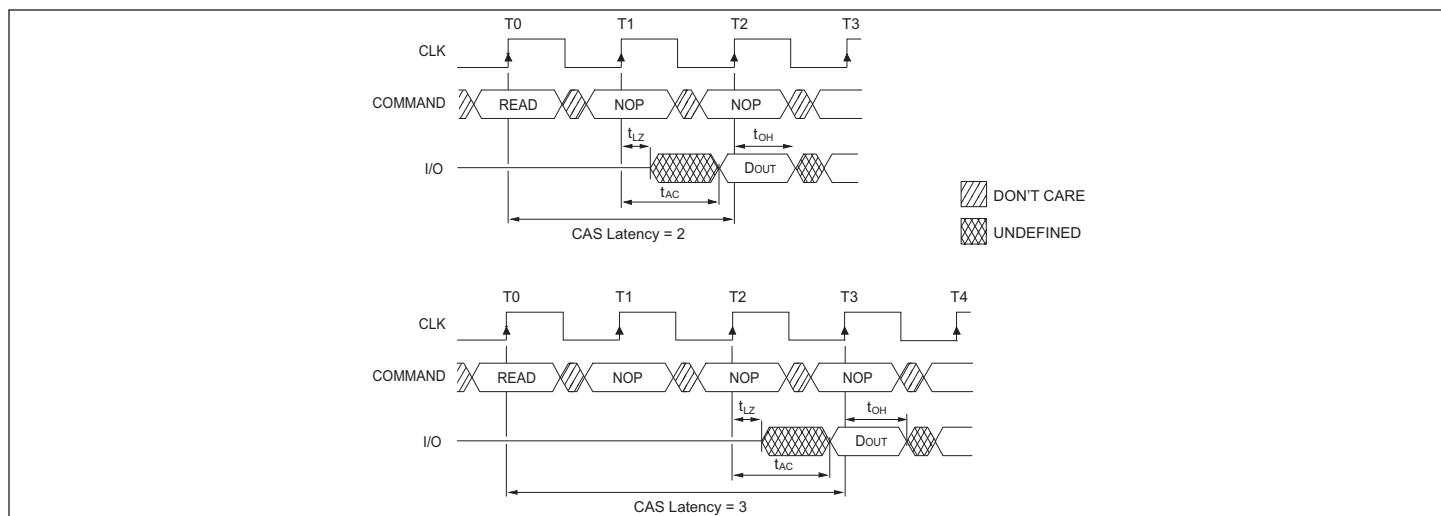 T0 T1 T2 T3
CLK
COMMAND READ NOP NOP
tLZ tOH
I/O DOUT
tAC
CAS Latency = 2
DON'T CARE
UNDEFINED
T0 T1 T2 T3 T4
CLK
COMMAND READ NOP NOP NOP
tLZ tOH
I/O DOUT
tAC
CAS Latency = 3